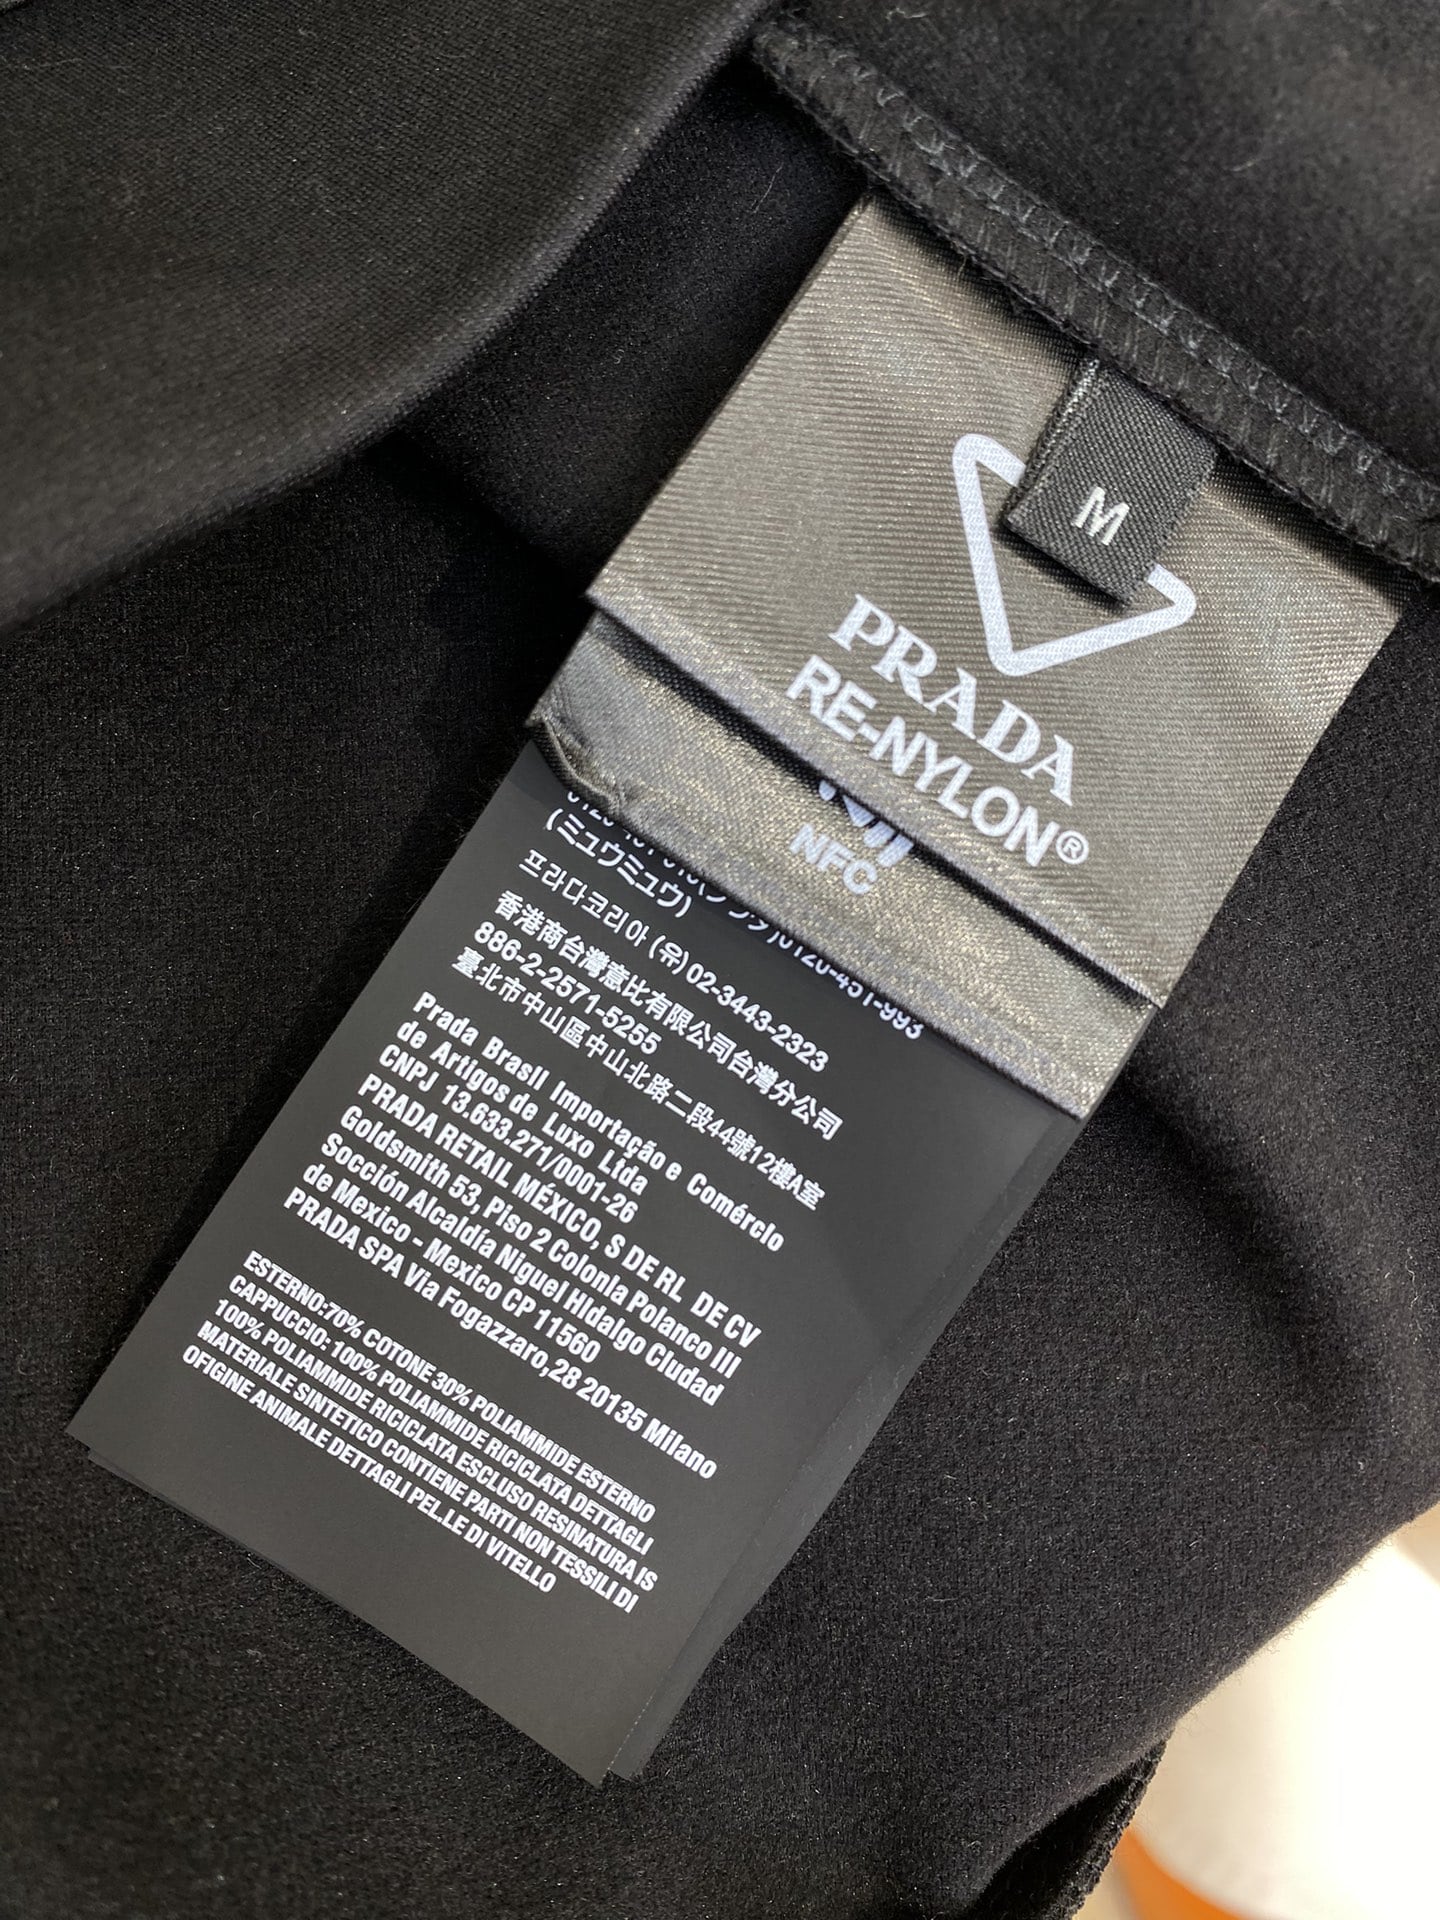 M
PRADA
RE-NYLON®
NFC
(ミュウミュウ)
프라다코리아 (유) 02-3443-2323
香港商台灣意比有限公司台灣分公司
886-2-2571-5255
臺北市中山區中山北路二段44號12樓A室
Prada Brasil Importação e Comércio
de Artigos de Luxo Ltda
CNPJ 13.633.271/0001-26
PRADA RETAIL MÉXICO, S DE RL DE CV
Goldsmith 53, Piso 2 Colonia Polanco III
Socción Alcaldía Niguel Hidalgo Cludad
de Mexico - Mexico CP 11560
PRADA SPA Via Fogazzaro,28 20135 Milano
ESTERNO:70% COTONE 30% POLIAMMIDE ESTERNO
CAPPUCCIO: 100% POLIAMMIDE RICICLATA DETTAGLI
100% POLIAMMIDE RICICLATA ESCLUSO RESINATURA IS
MATERIALE SINTETICO CONTIENE PARTI NON TESSILI DI
OFIGINE ANIMALE DETTAGLI PEL.LE DI VITELLO